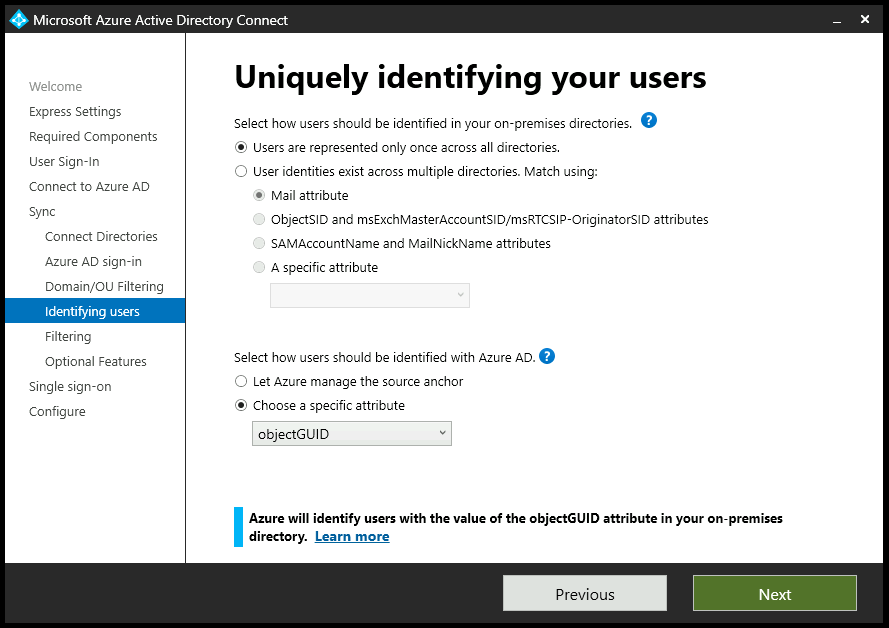 Microsoft Azure Active Directory Connect
Welcome
Express Settings
Required Components
User Sign-In
Connect to Azure AD
Sync
Connect Directories
Azure AD sign-in
Domain/OU Filtering
Identifying users
Filtering
Optional Features
Single sign-on
Configure
Uniquely identifying your users
Select how users should be identified in your on-premises directories. ?
Users are represented only once across all directories.
User identities exist across multiple directories. Match using:
Mail attribute
ObjectSID and msExchMasterAccountSID/msRTCSIP-OriginatorSID attributes
SAMAccountName and MailNickName attributes
A specific attribute
Select how users should be identified with Azure AD. ?
Let Azure manage the source anchor
Choose a specific attribute
objectGUID
Azure will identify users with the value of the objectGUID attribute in your on-premises
directory. Learn more
Previous
Next